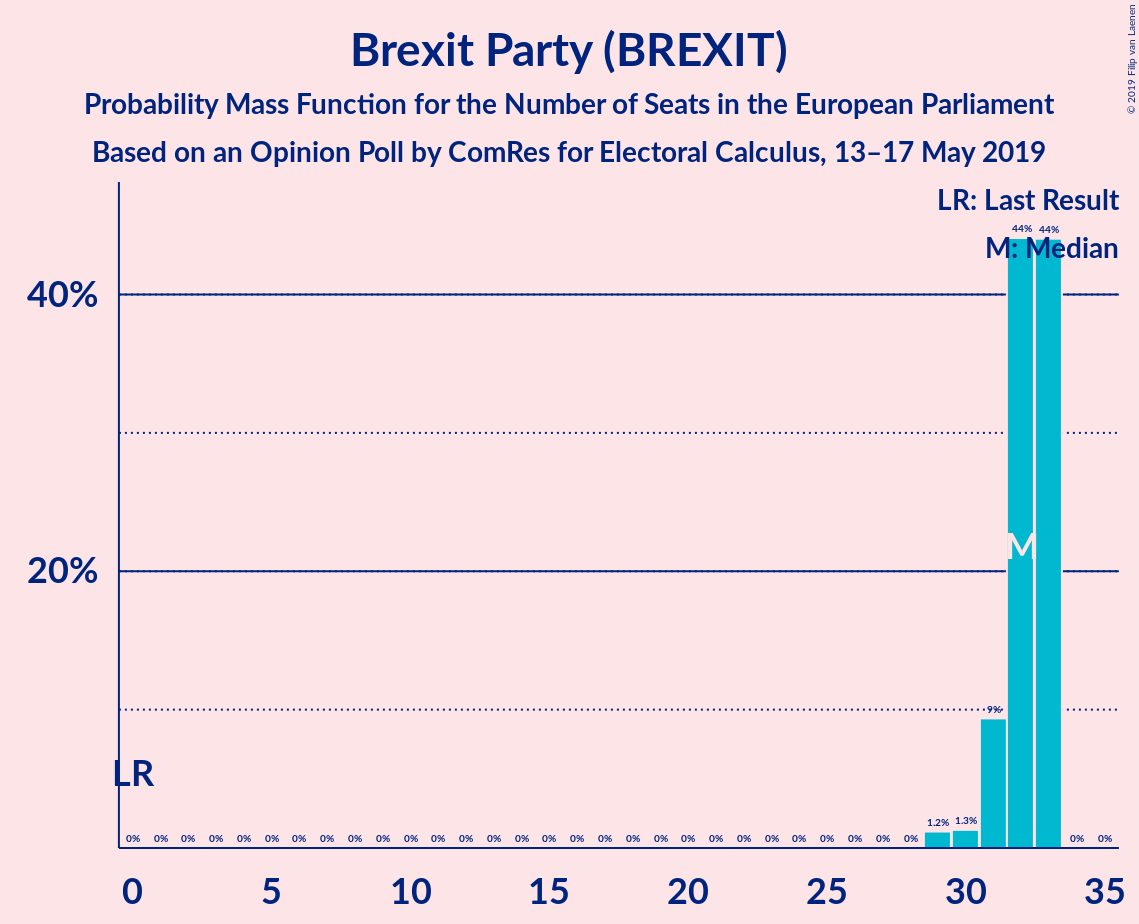 Brexit Party (BREXIT)
Probability Mass Function for the Number of Seats in the European Parliament
Based on an Opinion Poll by ComRes for Electoral Calculus, 13–17 May 2019
© 2019 Filip van Laenen
LR: Last Result
M: Median
44% 44%
40%
M
20%
9%
LR
1.2% 1.3%
0% 0% 0% 0% 0% 0% 0% 0% 0% 0% 0% 0% 0% 0% 0% 0% 0% 0% 0% 0% 0% 0% 0% 0% 0% 0% 0% 0% 0% 0% 0%
0 5 10 15 20 25 30 35